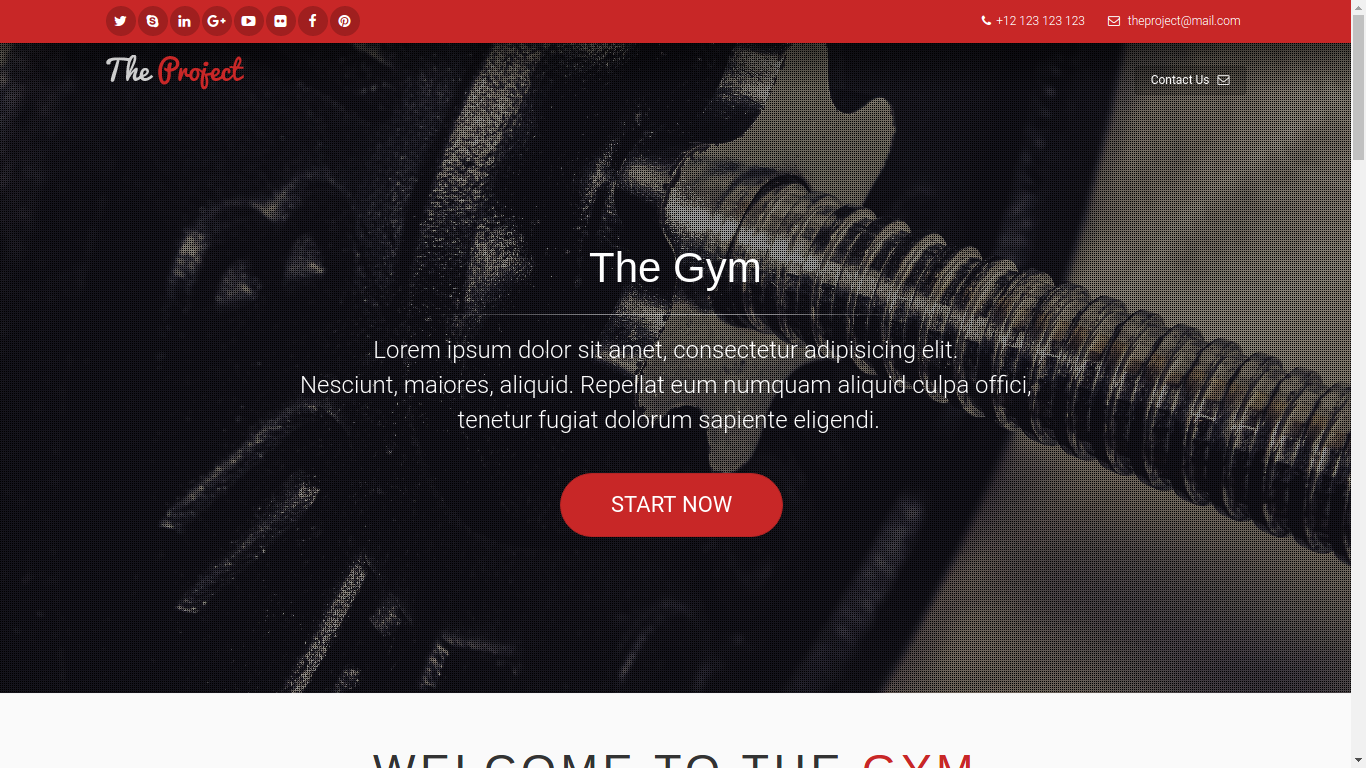 +12 123 123 123
theproject@mail.com
The Project
Contact Us
The Gym
Lorem ipsum dolor sit amet, consectetur adipisicing elit.
Nesciunt, maiores, aliquid. Repellat eum numquam aliquid culpa offici,
tenetur fugiat dolorum sapiente eligendi.
START NOW
WELCOME TO THE GYM